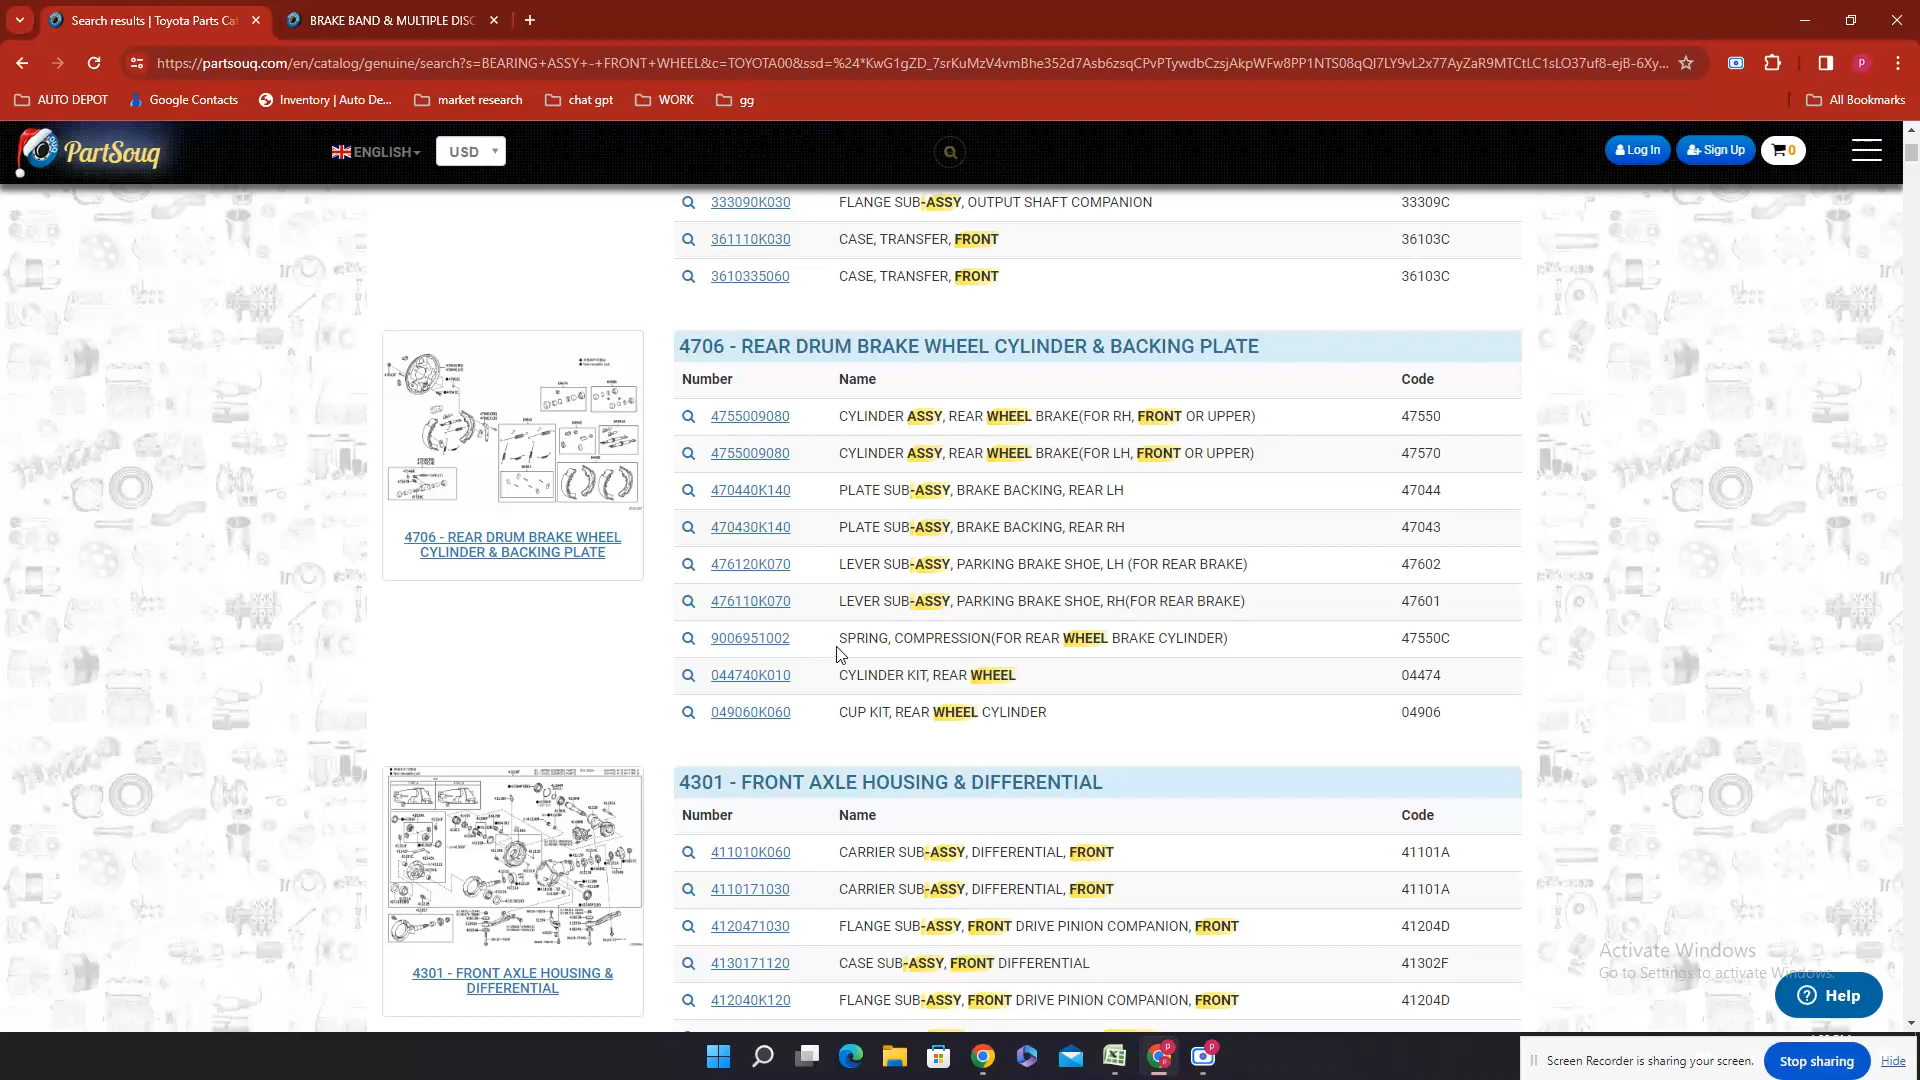 Search results | Toyota Parts Ca
BRAKE BAND & MULTIPLE DISC
https://partsouq.com/en/catalog/genuine/search?s=BEARING+ASSY+-+FRONT+WHEEL&c=TOYOTA00&ssd=%24*KwG1gZD_7srKuMzV4vmBhe352d7Asb6zsqCPvPTywdbCzsjAkpWFw8PP1NTS08qQI7LY9vL2x77AyZaR9MTCtLC1sLO37uf8-ejB-6Xy...
P
AUTO DEPOT
Google Contacts
Inventory | Auto De...
market research
chat gpt
WORK
gg
All Bookmarks
PartSouq
ENGLISH
USD
Log In
Sign Up
0
333090K030 FLANGE SUB-ASSY, OUTPUT SHAFT COMPANION 33309C
361110K030 CASE, TRANSFER, FRONT 36103C
3610335060 CASE, TRANSFER, FRONT 36103C
4706 - REAR DRUM BRAKE WHEEL CYLINDER & BACKING PLATE
4706 - REAR DRUM BRAKE WHEEL
CYLINDER & BACKING PLATE
Number Name Code
4755009080 CYLINDER ASSY, REAR WHEEL BRAKE(FOR RH, FRONT OR UPPER) 47550
4755009080 CYLINDER ASSY, REAR WHEEL BRAKE(FOR LH, FRONT OR UPPER) 47570
470440K140 PLATE SUB-ASSY, BRAKE BACKING, REAR LH 47044
470430K140 PLATE SUB-ASSY, BRAKE BACKING, REAR RH 47043
476120K070 LEVER SUB-ASSY, PARKING BRAKE SHOE, LH (FOR REAR BRAKE) 47602
476110K070 LEVER SUB-ASSY, PARKING BRAKE SHOE, RH(FOR REAR BRAKE) 47601
9006951002 SPRING, COMPRESSION(FOR REAR WHEEL BRAKE CYLINDER) 47550C
044740K010 CYLINDER KIT, REAR WHEEL 04474
049060K060 CUP KIT, REAR WHEEL CYLINDER 04906
4301 - FRONT AXLE HOUSING & DIFFERENTIAL
4301 - FRONT AXLE HOUSING &
DIFFERENTIAL
Number Name Code
411010K060 CARRIER SUB-ASSY, DIFFERENTIAL, FRONT 41101A
4110171030 CARRIER SUB-ASSY, DIFFERENTIAL, FRONT 41101A
4120471030 FLANGE SUB-ASSY, FRONT DRIVE PINION COMPANION, FRONT 41204D
4130171120 CASE SUB-ASSY, FRONT DIFFERENTIAL 41302F
412040K120 FLANGE SUB-ASSY, FRONT DRIVE PINION COMPANION, FRONT 41204D
Activate Windows
Go to Settings to activate Windows.
Help
Screen Recorder is sharing your screen.
Stop sharing
Hide